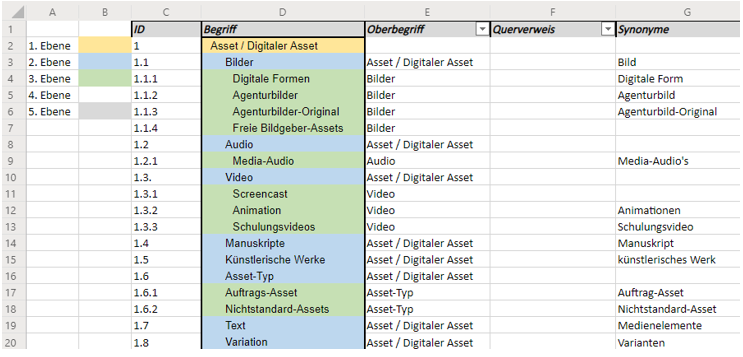 A B C D E F G
1 ID Begriff Oberbegriff Querverweis Synonyme
2 1. Ebene 1 Asset / Digitaler Asset
3 2. Ebene 1.1 Bilder Asset / Digitaler Asset Bild
4 3. Ebene 1.1.1 Digitale Formen Bilder Digitale Form
5 4. Ebene 1.1.2 Agenturbilder Bilder Agenturbild
6 5. Ebene 1.1.3 Agenturbilder-Original Bilder Agenturbild-Original
7 1.1.4 Freie Bildgeber-Assets Bilder
8 1.2 Audio Asset / Digitaler Asset
9 1.2.1 Media-Audio Audio Media-Audio's
10 1.3. Video Asset / Digitaler Asset
11 1.3.1 Screencast Video
12 1.3.2 Animation Video Animationen
13 1.3.3 Schulungsvideos Video Schulungsvideo
14 1.4 Manuskripte Asset / Digitaler Asset Manuskript
15 1.5 Künstlerische Werke Asset / Digitaler Asset künstlerisches Werk
16 1.6 Asset-Typ Asset / Digitaler Asset
17 1.6.1 Auftrags-Asset Asset-Typ Auftrag-Asset
18 1.6.2 Nichtstandard-Assets Asset-Typ Nichtstandard-Asset
19 1.7 Text Asset / Digitaler Asset Medienelemente
20 1.8 Variation Asset / Digitaler Asset Varianten